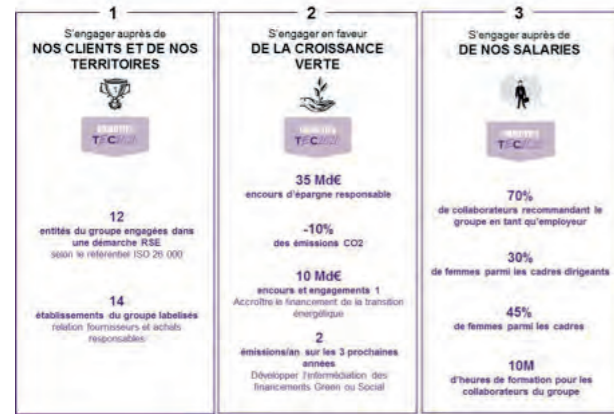 1
S'engager auprès de
NOS CLIENTS ET DE NOS
TERRITOIRES
12
entités du groupe engagées dans
une démarche RSE
selon le référentiel ISO 26 000
14
établissements du groupe labelisés
relation fournisseurs et achats
responsables
2
S'engager en faveur
DE LA CROISSANCE
VERTE
35 Md€
encours d'épargne responsable
-10%
des émissions CO2
10 Md€
encours et engagements 1
Accroître le financement de la transition
énergétique
2
émissions/an sur les 3 prochaines
années
Développer l'intermédiation des
financements Green ou Social
3
S'engager auprès de
DE NOS SALARIES
70%
de collaborateurs recommandant le
groupe en tant qu'employeur
30%
de femmes parmi les cadres dirigeants
45%
de femmes parmi les cadres
10M
d'heures de formation pour les
collaborateurs du groupe